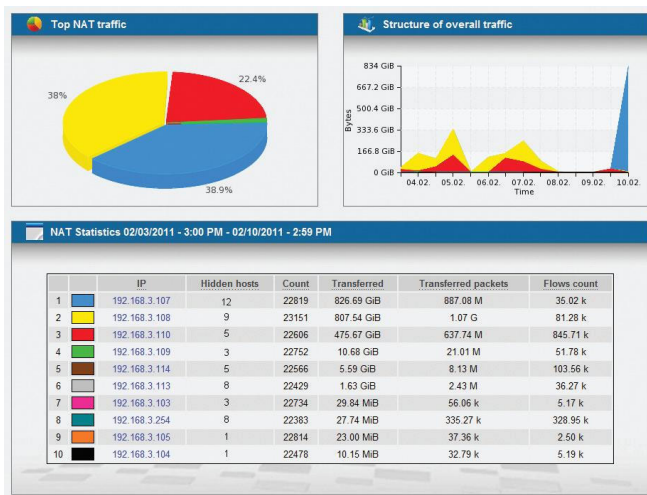 Top NAT traffic
22.4%
38%
38.9%
Structure of overall traffic
834 GiB
667.2 GiB
500.4 GiB
333.6 GiB
166.8 GiB
0 GiB
Bytes
04.02. 05.02. 06.02. 07.02. 08.02. 09.02. 10.02.
Time
NAT Statistics 02/03/2011 - 3:00 PM - 02/10/2011 - 2:59 PM
IP Hidden hosts Count Transferred Transferred packets Flows count
1 192.168.3.107 12 22819 826.69 GiB 887.08 M 35.02 k
2 192.168.3.108 9 23151 807.54 GiB 1.07 G 81.28 k
3 192.168.3.110 5 22606 475.67 GiB 637.74 M 845.71 k
4 192.168.3.109 3 22752 10.68 GiB 21.01 M 51.78 k
5 192.168.3.114 5 22566 5.59 GiB 8.13 M 103.56 k
6 192.168.3.113 8 22429 1.63 GiB 2.43 M 36.27 k
7 192.168.3.103 3 22734 29.84 MiB 56.06 k 5.17 k
8 192.168.3.254 8 22383 27.74 MiB 335.27 k 328.95 k
9 192.168.3.105 1 22814 23.00 MiB 37.36 k 2.50 k
10 192.168.3.104 1 22478 10.15 MiB 32.79 k 5.19 k